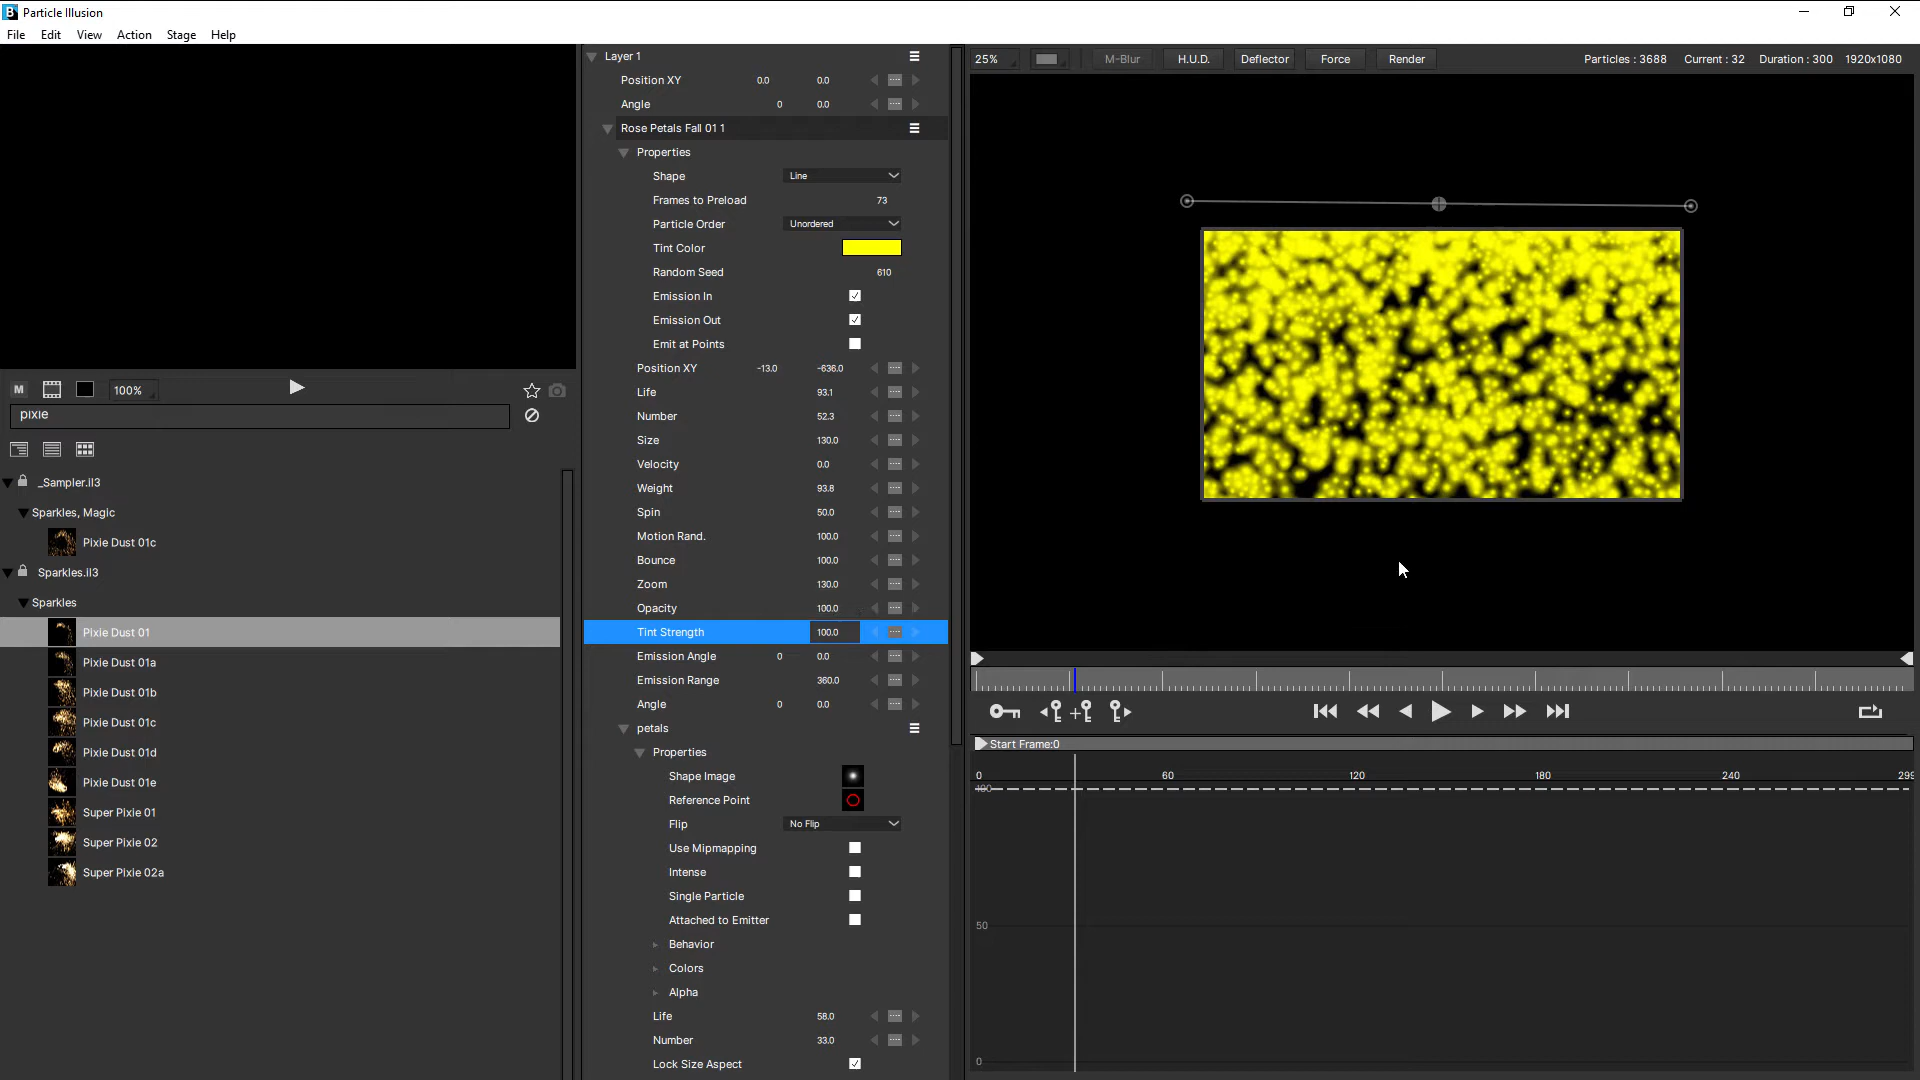 Particle Illusion
File Edit View Action Stage Help
M 100%
pixie
_Sampler.il3
Sparkles, Magic
Pixie Dust 01c
Sparkles.il3
Sparkles
Pixie Dust 01
Pixie Dust 01a
Pixie Dust 01b
Pixie Dust 01c
Pixie Dust 01d
Pixie Dust 01e
Super Pixie 01
Super Pixie 02
Super Pixie 02a
Layer 1
Position XY 0.0 0.0
Angle 0 0.0
Rose Petals Fall 01 1
Properties
Shape Line
Frames to Preload 73
Particle Order Unordered
Tint Color
Random Seed 610
Emission In
Emission Out
Emit at Points
Position XY -13.0 -636.0
Life 93.1
Number 52.3
Size 130.0
Velocity 0.0
Weight 93.8
Spin 50.0
Motion Rand. 100.0
Bounce 100.0
Zoom 130.0
Opacity 100.0
Tint Strength 100.0
Emission Angle 0 0.0
Emission Range 360.0
Angle 0 0.0
petals
Properties
Shape Image
Reference Point
Flip No Flip
Use Mipmapping
Intense
Single Particle
Attached to Emitter
Behavior
Colors
Alpha
Life 58.0
Number 33.0
Lock Size Aspect
25% M-Blur H.U.D. Deflector Force Render Particles : 3688 Current : 32 Duration : 300 1920x1080
Start Frame:0
0 60 120 180 240 299
100
50
0